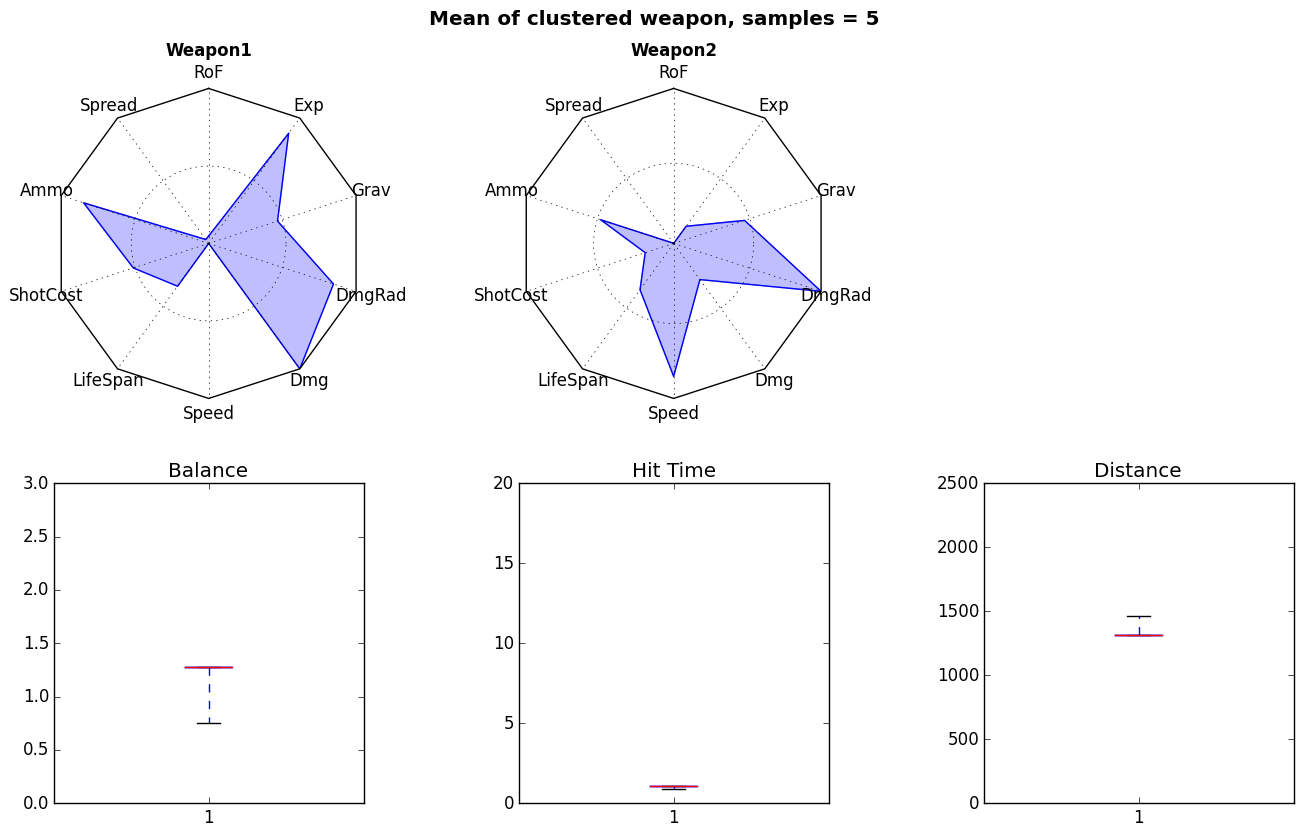 Mean of clustered weapon, samples = 5
Weapon1
RoF
Spread
Exp
Ammo
Grav
ShotCost
DmgRad
LifeSpan
Dmg
Speed
Weapon2
RoF
Spread
Exp
Ammo
Grav
ShotCost
DmgRad
LifeSpan
Dmg
Speed
Balance
3.0
2.5
2.0
1.5
1.0
0.5
0.0
1
Hit Time
20
15
10
5
0
1
Distance
2500
2000
1500
1000
500
0
1